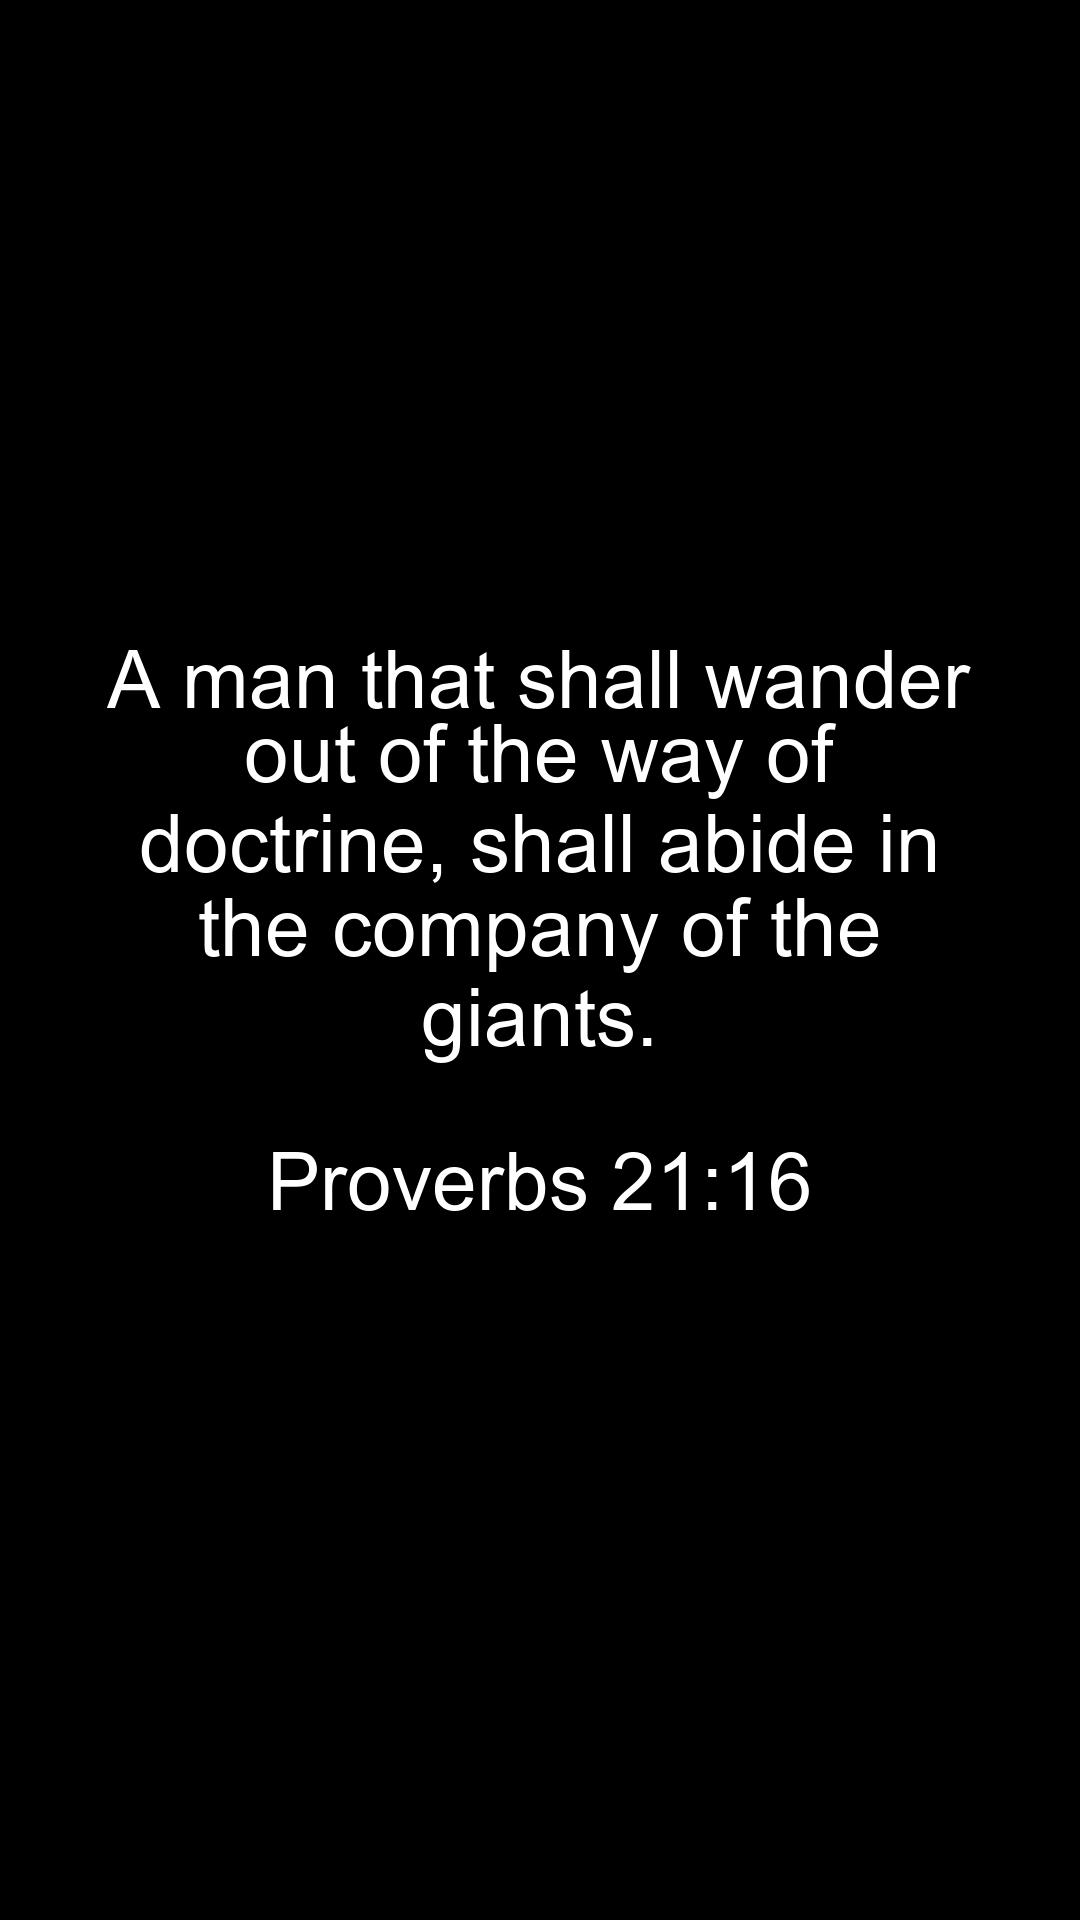 A man that shall wander
out of the way of
doctrine, shall abide in
the company of the
giants.
Proverbs 21:16